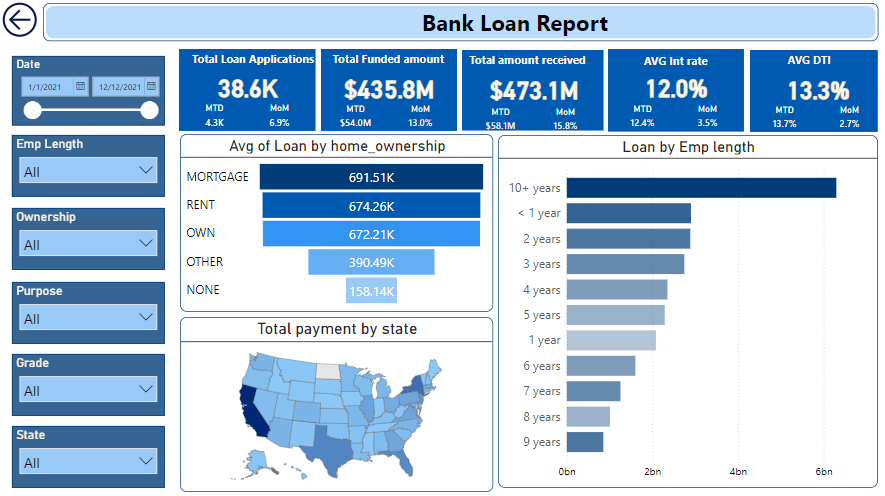 Bank Loan Report
Date
1/1/2021 12/12/2021
Emp Length
All
Ownership
All
Purpose
All
Grade
All
State
All
Total Loan Applications
38.6K
MTD MoM
4.3K 6.9%
Total Funded amount
$435.8M
MTD MoM
$54.0M 13.0%
Total amount received
$473.1M
MTD MoM
$58.1M 15.8%
AVG Int rate
12.0%
MTD MoM
12.4% 3.5%
AVG DTI
13.3%
MTD MoM
13.7% 2.7%
Avg of Loan by home_ownership
MORTGAGE 691.51K
RENT 674.26K
OWN 672.21K
OTHER 390.49K
NONE 158.14K
Total payment by state
Loan by Emp length
10+ years
< 1 year
2 years
3 years
4 years
5 years
1 year
6 years
7 years
8 years
9 years
0bn 2bn 4bn 6bn